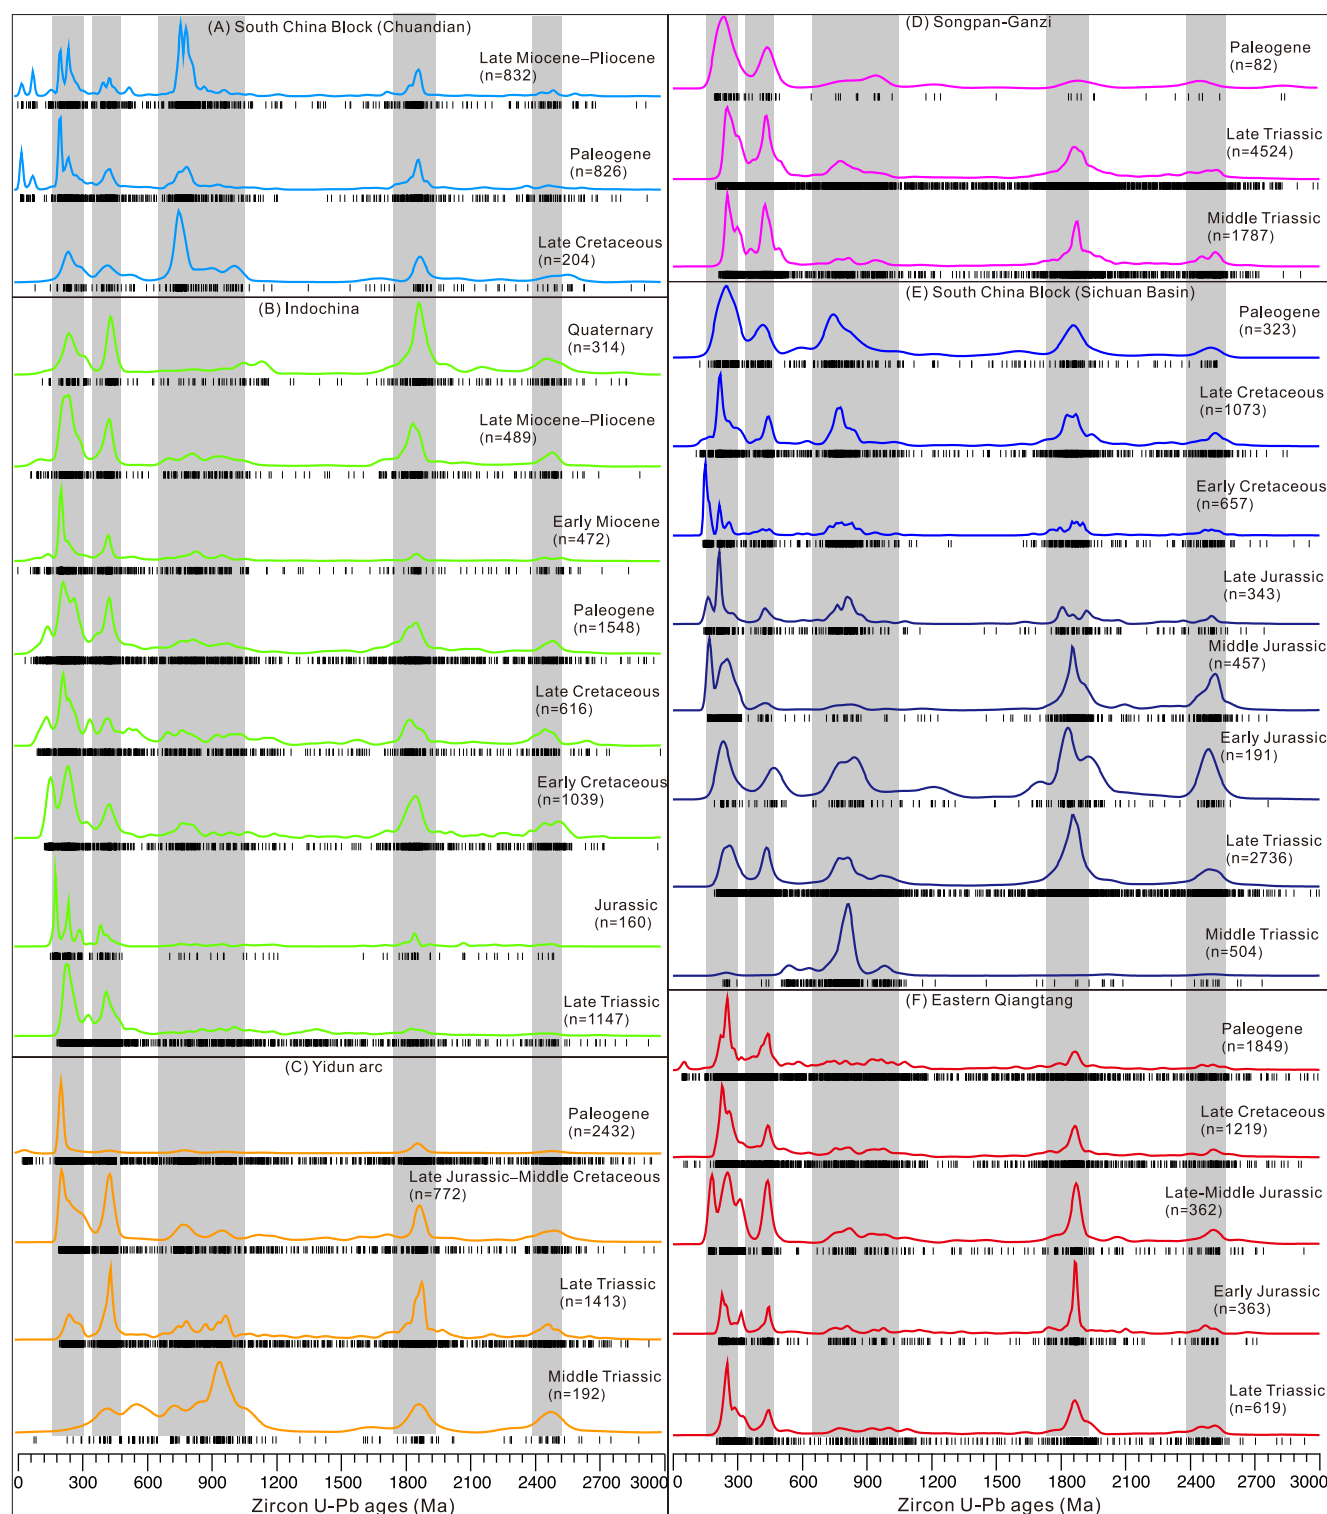 (A) South China Block (Chuandian)
Late Miocene–Pliocene
(n=832)
Paleogene
(n=826)
Late Cretaceous
(n=204)
(B) Indochina
Quaternary
(n=314)
Late Miocene–Pliocene
(n=489)
Early Miocene
(n=472)
Paleogene
(n=1548)
Late Cretaceous
(n=616)
Early Cretaceous
(n=1039)
Jurassic
(n=160)
Late Triassic
(n=1147)
(C) Yidun arc
Paleogene
(n=2432)
Late Jurassic–Middle Cretaceous
(n=772)
Late Triassic
(n=1413)
Middle Triassic
(n=192)
0 300 600 900 1200 1500 1800 2100 2400 2700 3000
Zircon U-Pb ages (Ma)
(D) Songpan-Ganzi
Paleogene
(n=82)
Late Triassic
(n=4524)
Middle Triassic
(n=1787)
(E) South China Block (Sichuan Basin)
Paleogene
(n=323)
Late Cretaceous
(n=1073)
Early Cretaceous
(n=657)
Late Jurassic
(n=343)
Middle Jurassic
(n=457)
Early Jurassic
(n=191)
Late Triassic
(n=2736)
Middle Triassic
(n=504)
(F) Eastern Qiangtang
Paleogene
(n=1849)
Late Cretaceous
(n=1219)
Late-Middle Jurassic
(n=362)
Early Jurassic
(n=363)
Late Triassic
(n=619)
0 300 600 900 1200 1500 1800 2100 2400 2700 3000
Zircon U-Pb ages (Ma)